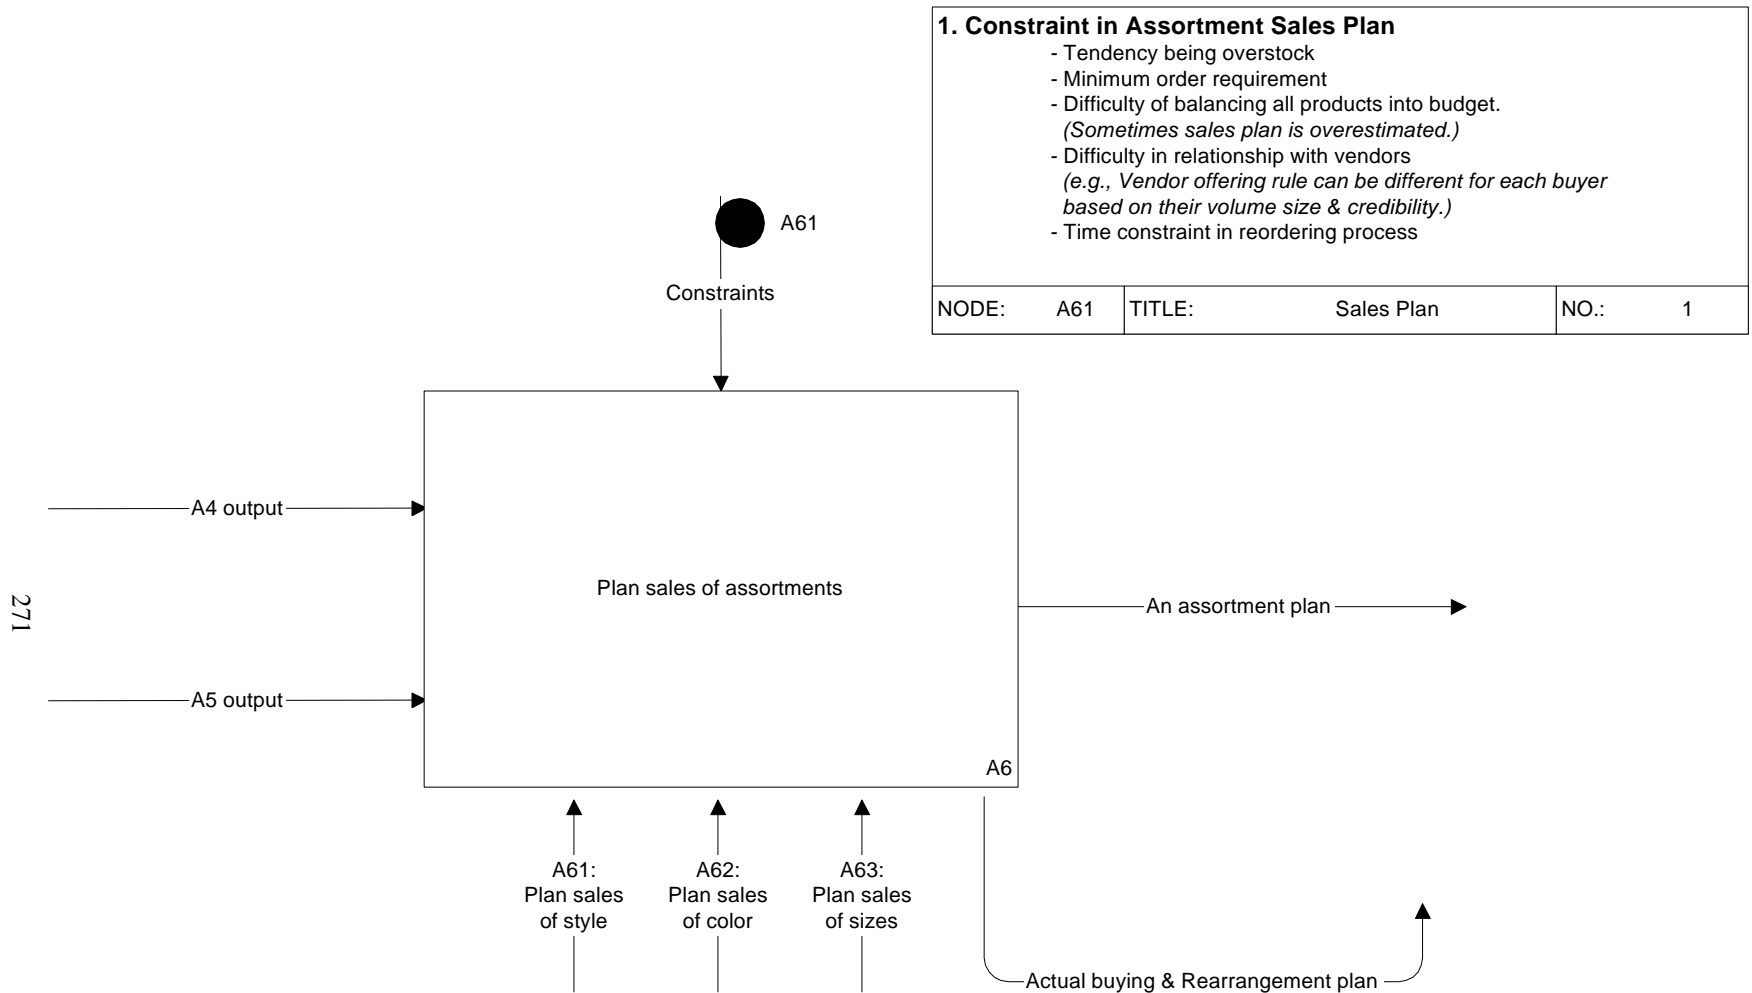 1. Constraint in Assortment Sales Plan
- Tendency being overstock
- Minimum order requirement
- Difficulty of balancing all products into budget.
(Sometimes sales plan is overestimated.)
- Difficulty in relationship with vendors
(e.g., Vendor offering rule can be different for each buyer
based on their volume size & credibility.)
- Time constraint in reordering process
NODE: A61 TITLE: Sales Plan NO.: 1
A61
Constraints
A4 output
Plan sales of assortments
An assortment plan
A5 output
A6
A61:
Plan sales
of style
A62:
Plan sales
of color
A63:
Plan sales
of sizes
Actual buying & Rearrangement plan
271